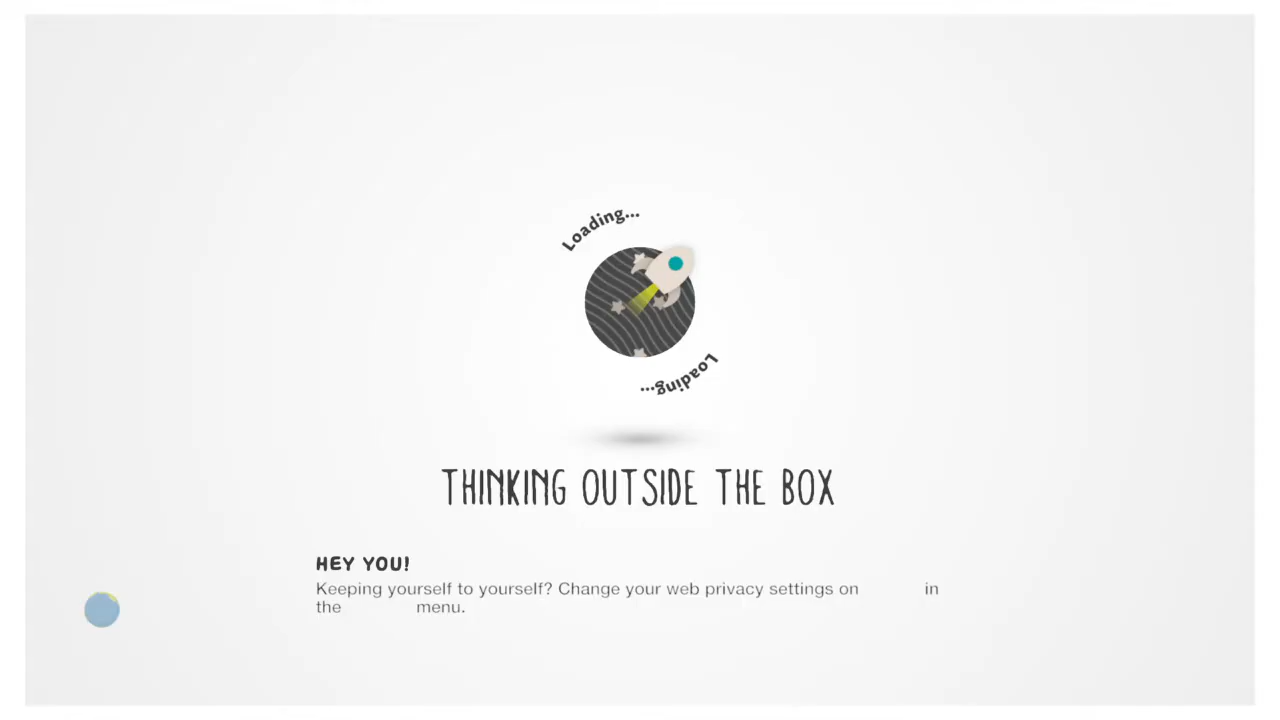 Loading...
Loading...
THINKING OUTSIDE THE BOX
HEY YOU!
Keeping yourself to yourself? Change your web privacy settings on in
the menu.